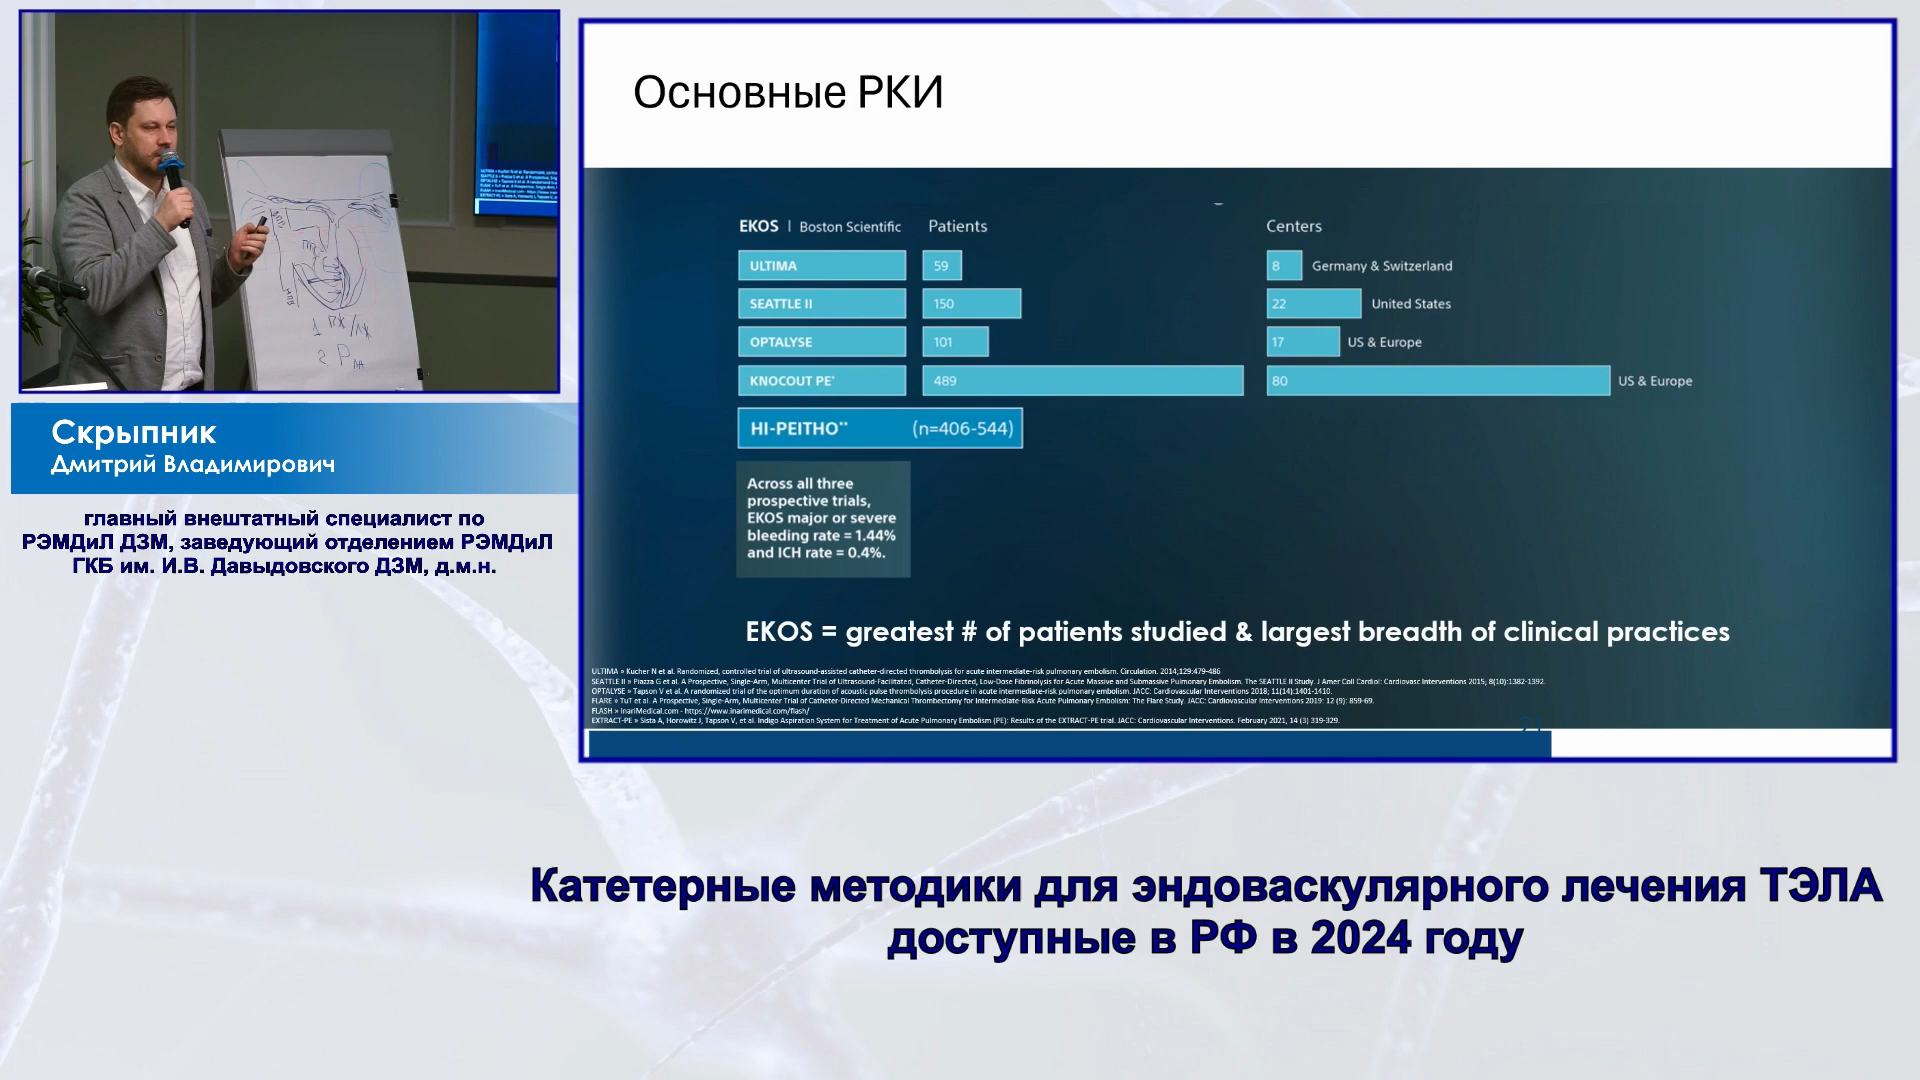 Основные РКИ
EKOS | Boston Scientific Patients Centers
ULTIMA 59 8 Germany & Switzerland
SEATTLE II 150 22 United States
OPTALYSE 101 17 US & Europe
KNOCOUT PE* 489 80 US & Europe
HI-PEITHO** (n=406-544)
Across all three
prospective trials,
EKOS major or severe
bleeding rate = 1.44%
and ICH rate = 0.4%.
EKOS = greatest # of patients studied & largest breadth of clinical practices
ULTIMA » Kucher N et al. Randomized, controlled trial of ultrasound-assisted catheter-directed thrombolysis for acute intermediate-risk pulmonary embolism. Circulation. 2014;129:479-486
SEATTLE II » Piazza G et al. A Prospective, Single-Arm, Multicenter Trial of Ultrasound-Facilitated, Catheter-Directed, Low-Dose Fibrinolysis for Acute Massive and Submassive Pulmonary Embolism. The SEATTLE II Study. J Amer Coll Cardiol: Cardiovasc Interventions 2015; 8(10):1382-1392.
OPTALYSE » Tapson V et al. A randomized trial of the optimum duration of acoustic pulse thrombolysis procedure in acute intermediate-risk pulmonary embolism. JACC: Cardiovascular Interventions 2018; 11(14):1401-1410.
FLARE » TuT et al. A Prospective, Single-Arm, Multicenter Trial of Catheter-Directed Mechanical Thrombectomy for Intermediate-Risk Acute Pulmonary Embolism: The Flare Study. JACC: Cardiovascular Interventions 2019: 12 (9): 859-69.
FLASH » InariMedical.com - https://www.inarimedical.com/flash/
EXTRACT-PE » Sista A, Horowitz J, Tapson V, et al. Indigo Aspiration System for Treatment of Acute Pulmonary Embolism (PE): Results of the EXTRACT-PE trial. JACC: Cardiovascular Interventions. February 2021, 14 (3) 319-329.
1 ПЖ/ЛЖ
2 P ЛА
Скрыпник
Дмитрий Владимирович
главный внештатный специалист по
РЭМДиЛ ДЗМ, заведующий отделением РЭМДиЛ
ГКБ им. И.В. Давыдовского ДЗМ, д.м.н.
Катетерные методики для эндоваскулярного лечения ТЭЛА
доступные в РФ в 2024 году